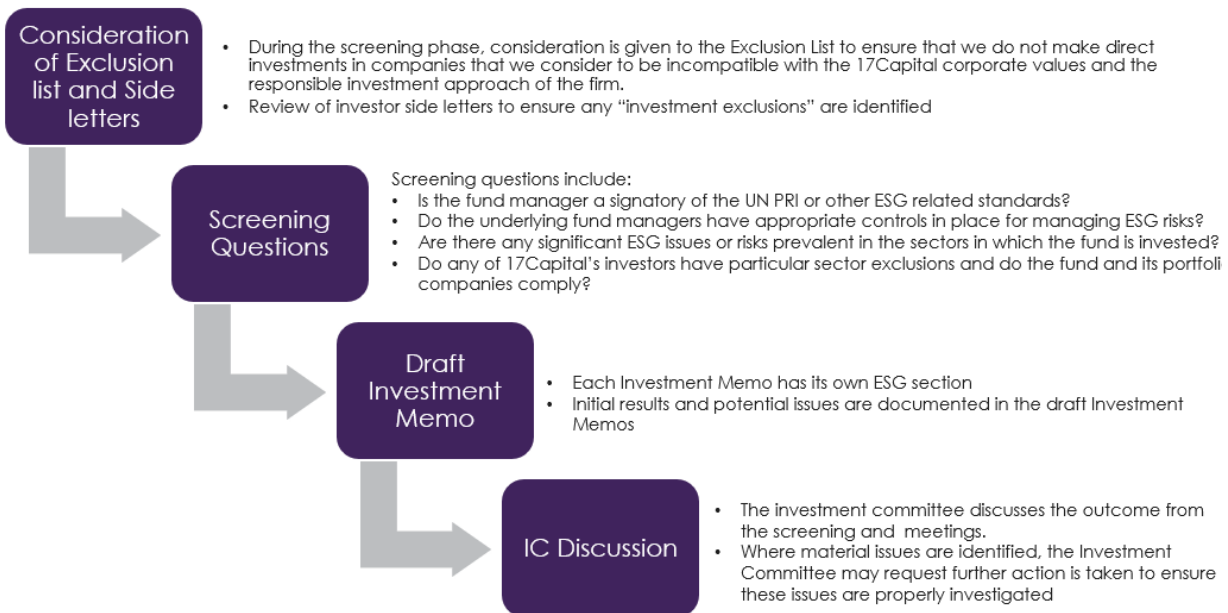 Consideration
of Exclusion
list and Side
letters
• During the screening phase, consideration is given to the Exclusion List to ensure that we do not make direct
investments in companies that we consider to be incompatible with the 17Capital corporate values and the
responsible investment approach of the firm.
• Review of investor side letters to ensure any “investment exclusions” are identified
Screening
Questions
Screening questions include:
• Is the fund manager a signatory of the UN PRI or other ESG related standards?
• Do the underlying fund managers have appropriate controls in place for managing ESG risks?
• Are there any significant ESG issues or risks prevalent in the sectors in which the fund is invested?
• Do any of 17Capital’s investors have particular sector exclusions and do the fund and its portfoli
companies comply?
Draft
Investment
Memo
• Each Investment Memo has its own ESG section
• Initial results and potential issues are documented in the draft Investment
Memos
IC Discussion
• The investment committee discusses the outcome from
the screening and meetings.
• Where material issues are identified, the Investment
Committee may request further action is taken to ensure
these issues are properly investigated